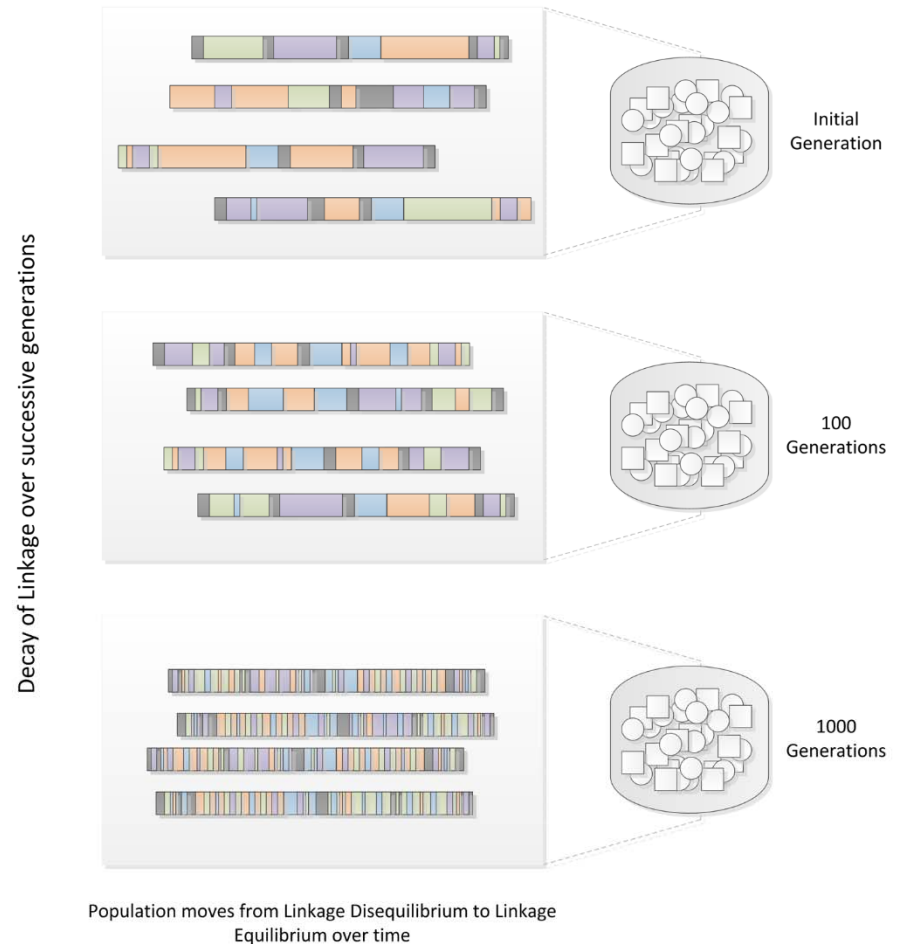 Decay of Linkage over successive generations
Initial
Generation
100
Generations
1000
Generations
Population moves from Linkage Disequilibrium to Linkage
Equilibrium over time